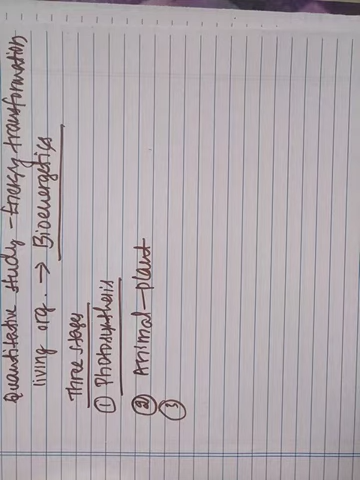 Quantitative study - Energy transformation
living org. → Bioenergetics
Three stages
① Photosynthesis
② Animal - plant
③